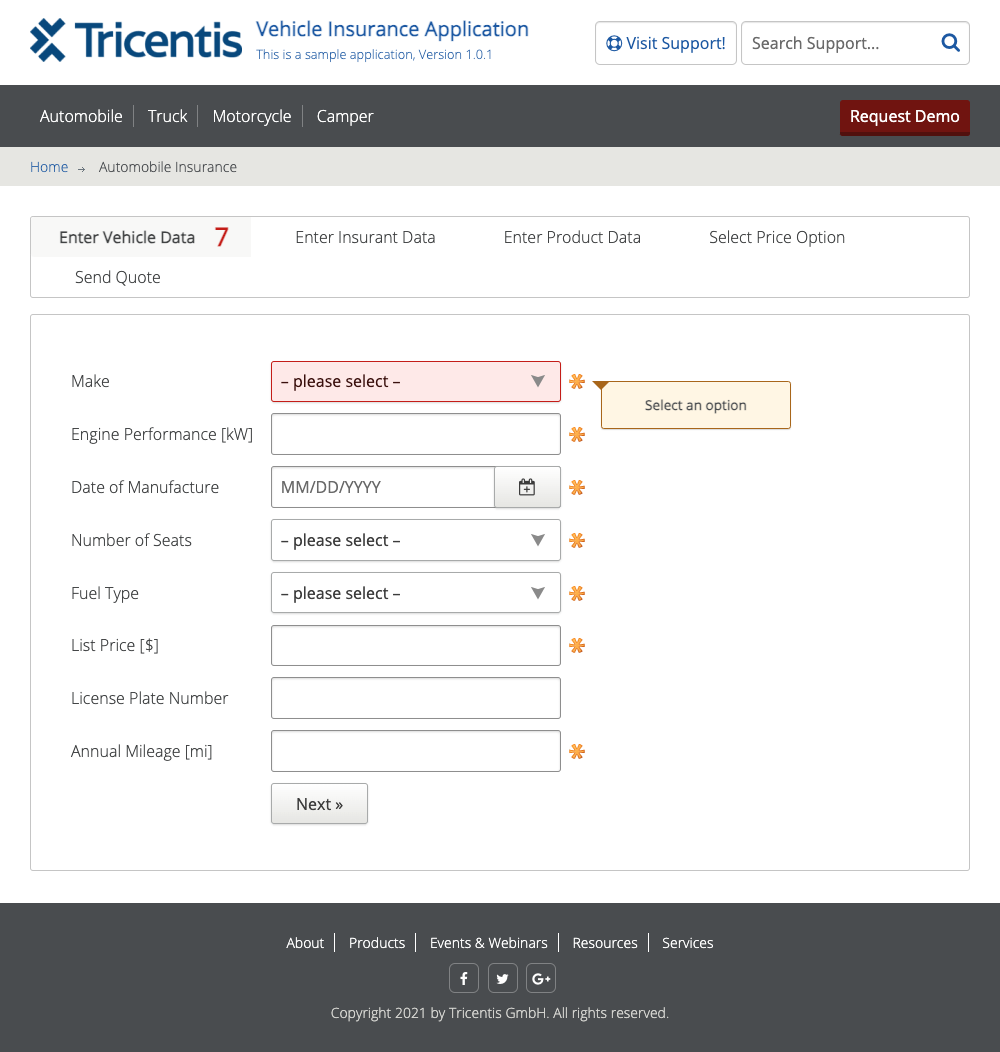 Tricentis
Vehicle Insurance Application
This is a sample application, Version 1.0.1
Visit Support!
Search Support...
Automobile
Truck
Motorcycle
Camper
Request Demo
Home → Automobile Insurance
Enter Vehicle Data 7
Enter Insurant Data
Enter Product Data
Select Price Option
Send Quote
Make
– please select –
Select an option
Engine Performance [kW]
Date of Manufacture
MM/DD/YYYY
Number of Seats
– please select –
Fuel Type
– please select –
List Price [$]
License Plate Number
Annual Mileage [mi]
Next »
About
Products
Events & Webinars
Resources
Services
f
G+
Copyright 2021 by Tricentis GmbH. All rights reserved.